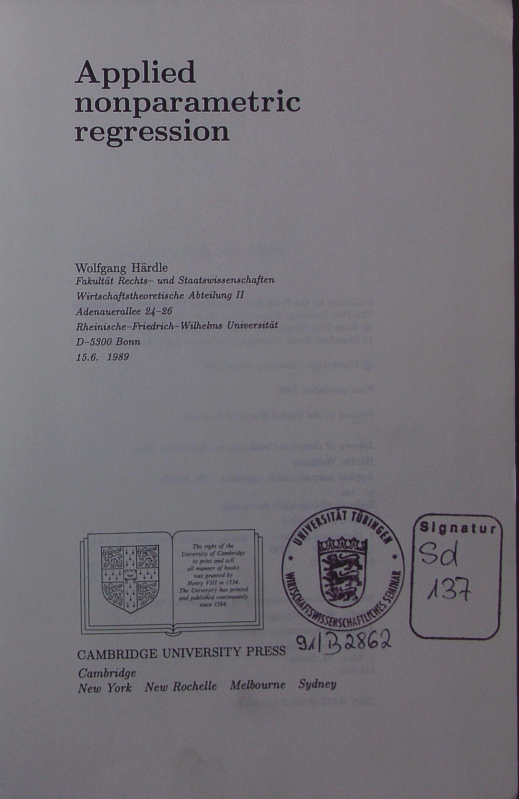 Applied
nonparametric
regression
Wolfgang Härdle
Fakultät Rechts- und Staatswissenschaften
Wirtschaftstheoretische Abteilung II
Adenauerallee 24-26
Rheinische-Friedrich-Wilhelms Universität
D-5300 Bonn
15.6. 1989
The right of the
University of Cambridge
to print and sell
all manner of books
was granted by
Henry VIII in 1534.
The University has printed
and published continuously
since 1584.
UNIVERSITÄT TÜBINGEN
WIRTSCHAFTSWISSENSCHAFTLICHES SEMINAR
Signatur
Sd
137
91/B2862
CAMBRIDGE UNIVERSITY PRESS
Cambridge
New York New Rochelle Melbourne Sydney